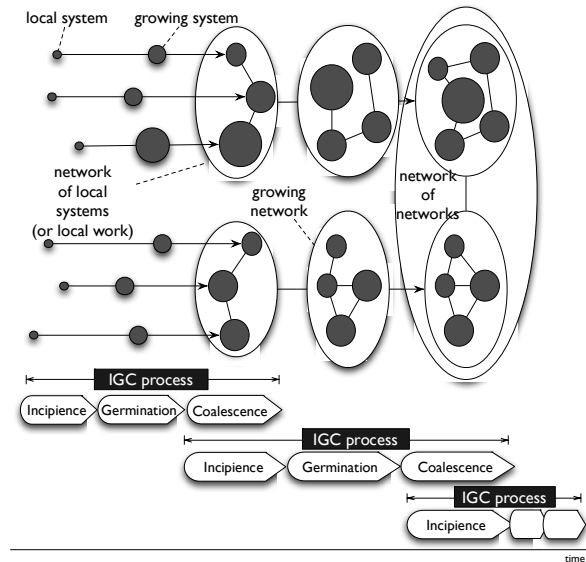 local system
growing system
network
of local
systems
(or local work)
growing
network
network
of
networks
IGC process
Incipience
Germination
Coalescence
IGC process
Incipience
Germination
Coalescence
IGC process
Incipience
time